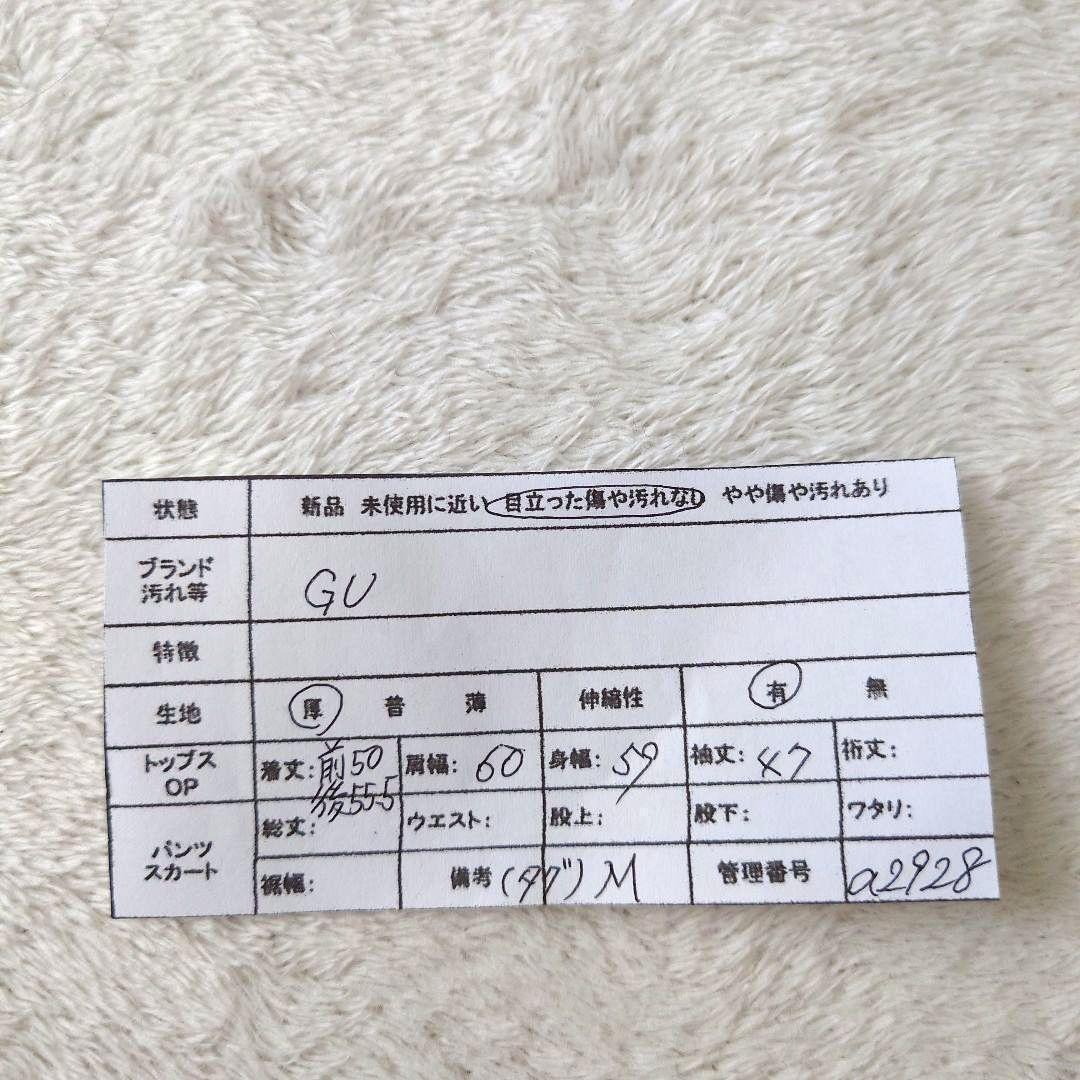 状態 新品 未使用に近い 目立った傷や汚れなし やや傷や汚れあり
ブランド
汚れ等 GU
特徴
生地 厚 普 薄 伸縮性 有 無
トップス
OP 着丈: 前50 肩幅: 60 身幅: 59 袖丈: 47 裄丈:
後55.5
パンツ
スカート 総丈: ウエスト: 股上: 股下: ワタリ:
裾幅: 備考 (タグ) M 管理番号 a2928